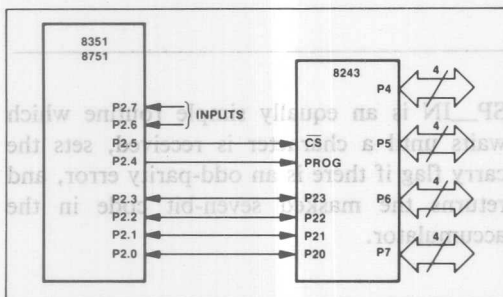 8351
8751
P2.7
P2.6
INPUTS
P2.5
P2.4
P2.3
P2.2
P2.1
P2.0
8243
CS
PROG
P23
P22
P21
P20
P4
4
P5
4
P6
4
P7
4
SP__IN is an equally simple routine which
waits until a character is received, sets the
carry flag if there is an odd-parity error, and
returns the masked seven-bit code in the
accumulator.